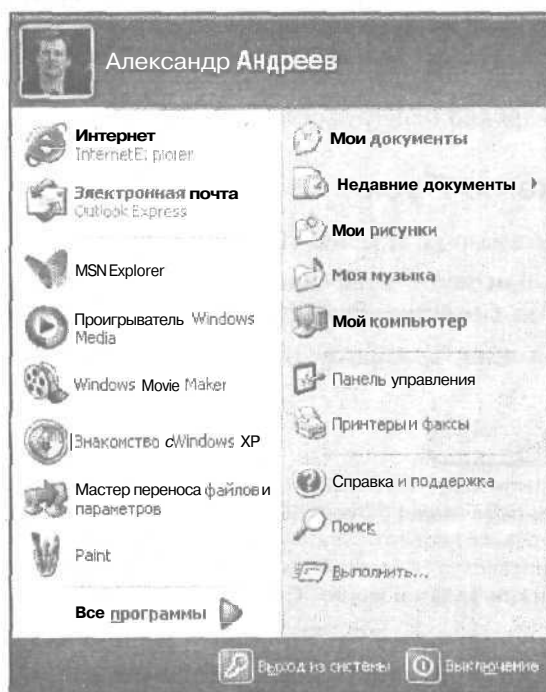 Александр Андреев
Интернет
Internet E: plorer
Электронная почта
Outlook Express
MSN Explorer
Проигрыватель Windows
Media
Windows Movie Maker
Знакомство с Windows XP
Мастер переноса файлов и
параметров
Paint
Все программы
Мои документы
Недавние документы
Мои рисунки
Моя музыка
Мой компьютер
Панель управления
Принтеры и факсы
Справка и поддержка
Поиск
Выполнить...
Выход из системы
Выключение